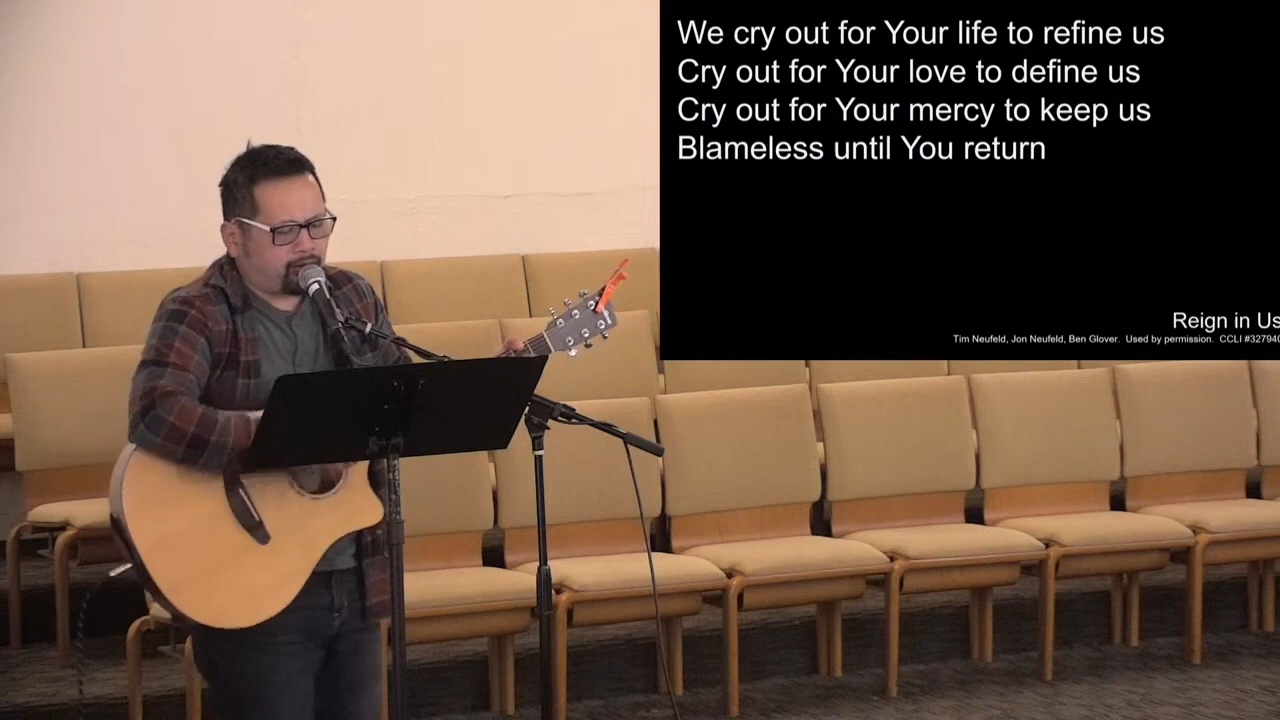 We cry out for Your life to refine us
Cry out for Your love to define us
Cry out for Your mercy to keep us
Blameless until You return
Reign in Us
Tim Neufeld, Jon Neufeld, Ben Glover. Used by permission. CCLI #327940